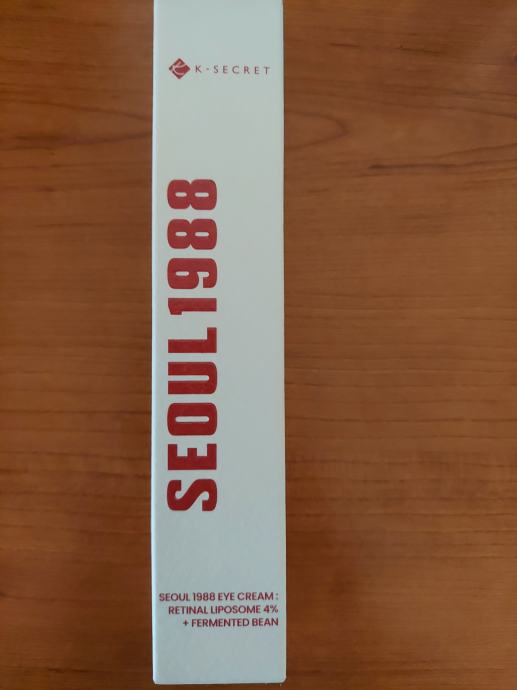 K-SECRET
SEOUL1988
SEOUL 1988 EYE CREAM :
RETINAL LIPOSOME 4%
+ FERMENTED BEAN